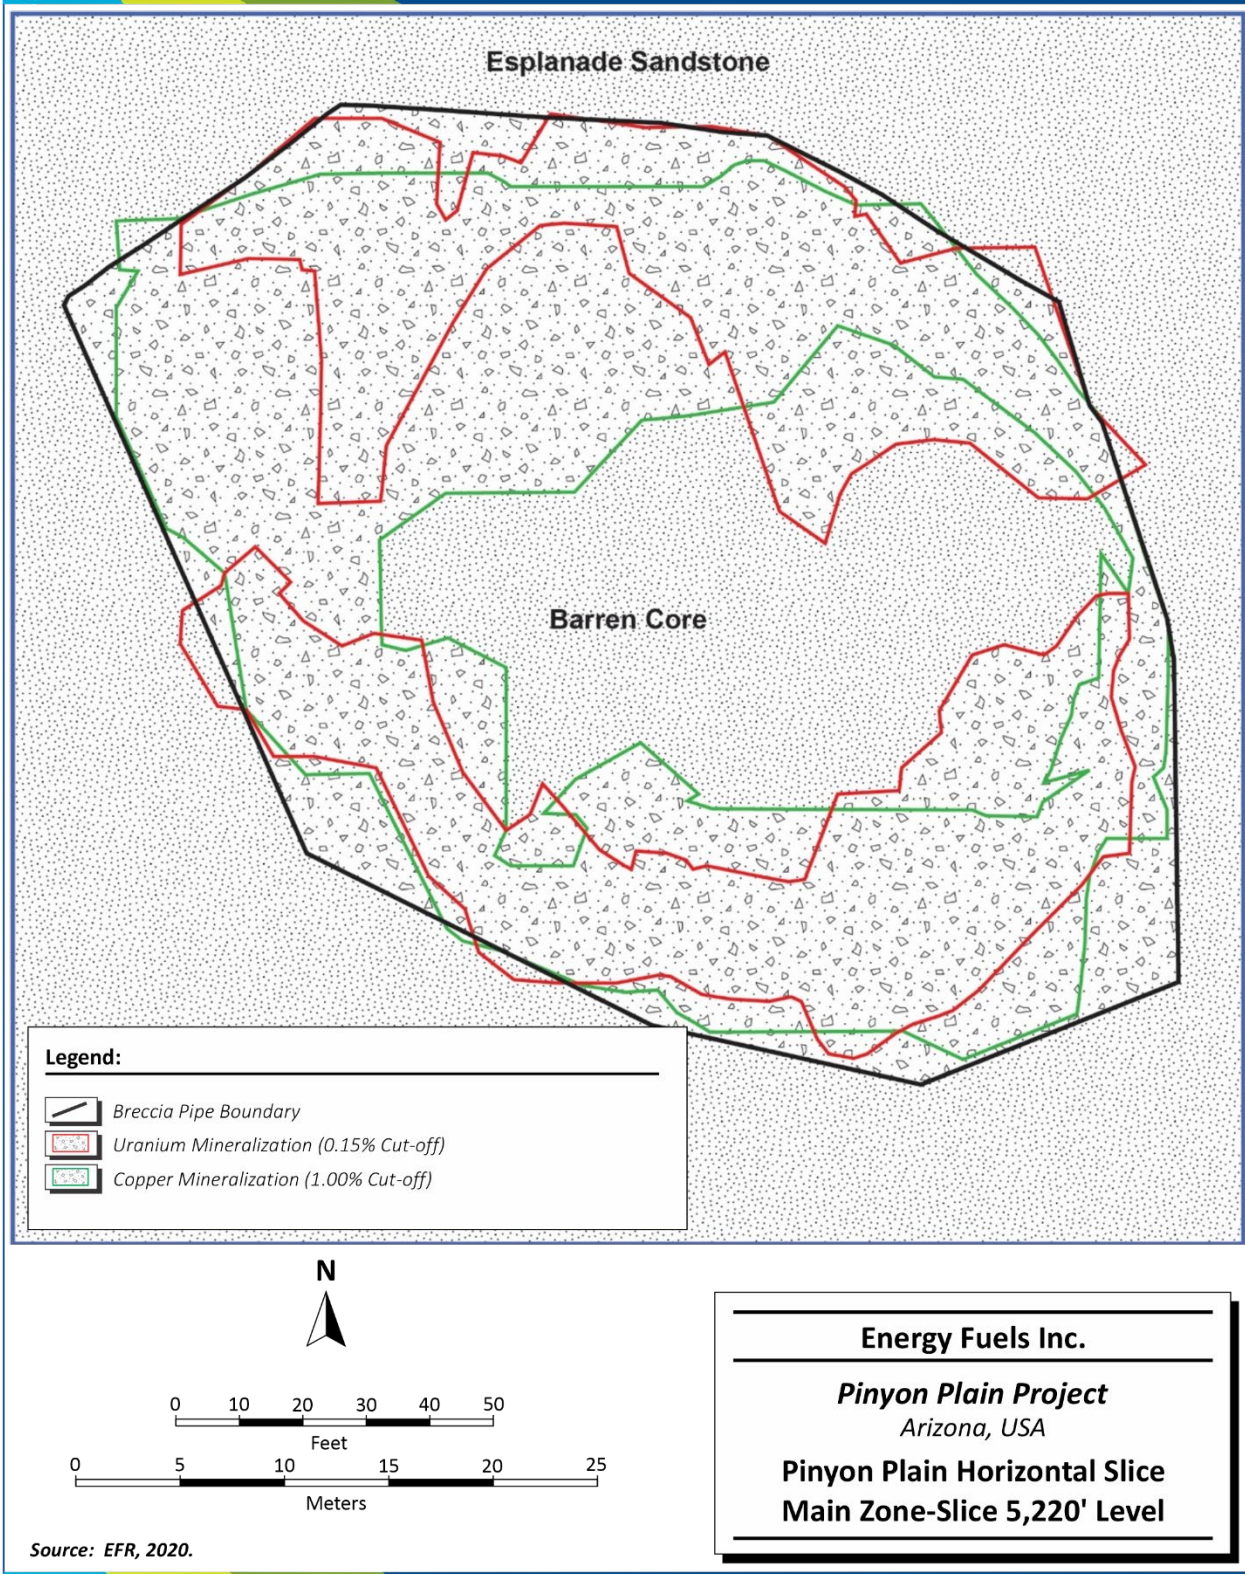 Esplanade Sandstone
Barren Core
Legend:
Breccia Pipe Boundary
Uranium Mineralization (0.15% Cut-off)
Copper Mineralization (1.00% Cut-off)
N
0 10 20 30 40 50
Feet
0 5 10 15 20 25
Meters
Source: EFR, 2020.
Energy Fuels Inc.
Pinyon Plain Project
Arizona, USA
Pinyon Plain Horizontal Slice
Main Zone-Slice 5,220' Level